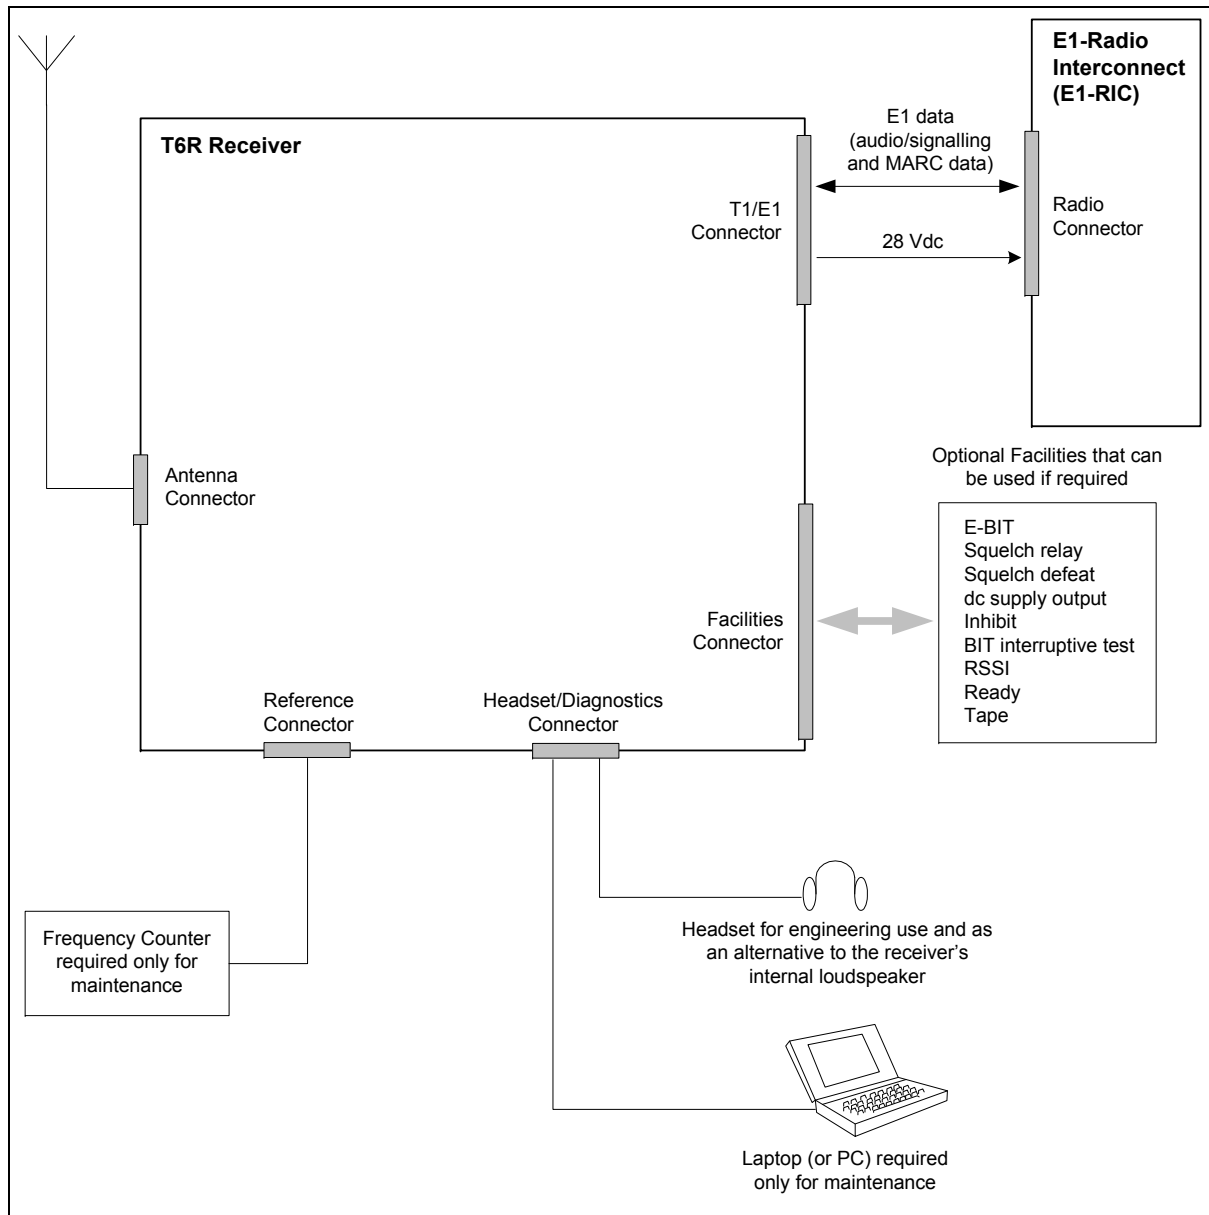 E1-Radio
Interconnect
(E1-RIC)
T6R Receiver
E1 data
(audio/signalling
and MARC data)
T1/E1
Connector
Radio
Connector
28 Vdc
Antenna
Connector
Optional Facilities that can
be used if required
E-BIT
Squelch relay
Squelch defeat
dc supply output
Inhibit
BIT interruptive test
RSSI
Ready
Tape
Facilities
Connector
Reference
Connector
Headset/Diagnostics
Connector
Frequency Counter
required only for
maintenance
Headset for engineering use and as
an alternative to the receiver's
internal loudspeaker
Laptop (or PC) required
only for maintenance